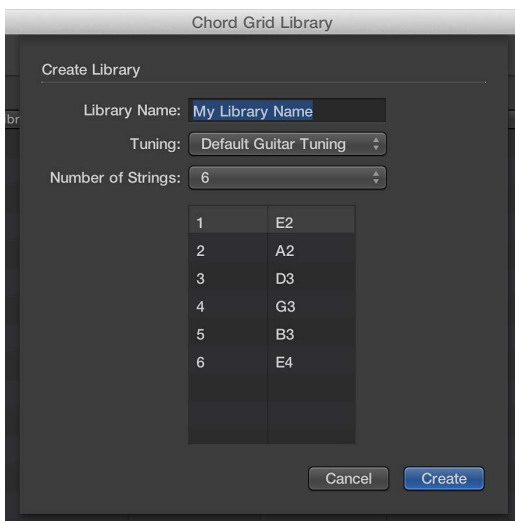 Chord Grid Library
Create Library
Library Name: My Library Name
Tuning: Default Guitar Tuning
Number of Strings: 6
1 E2
2 A2
3 D3
4 G3
5 B3
6 E4
Cancel Create